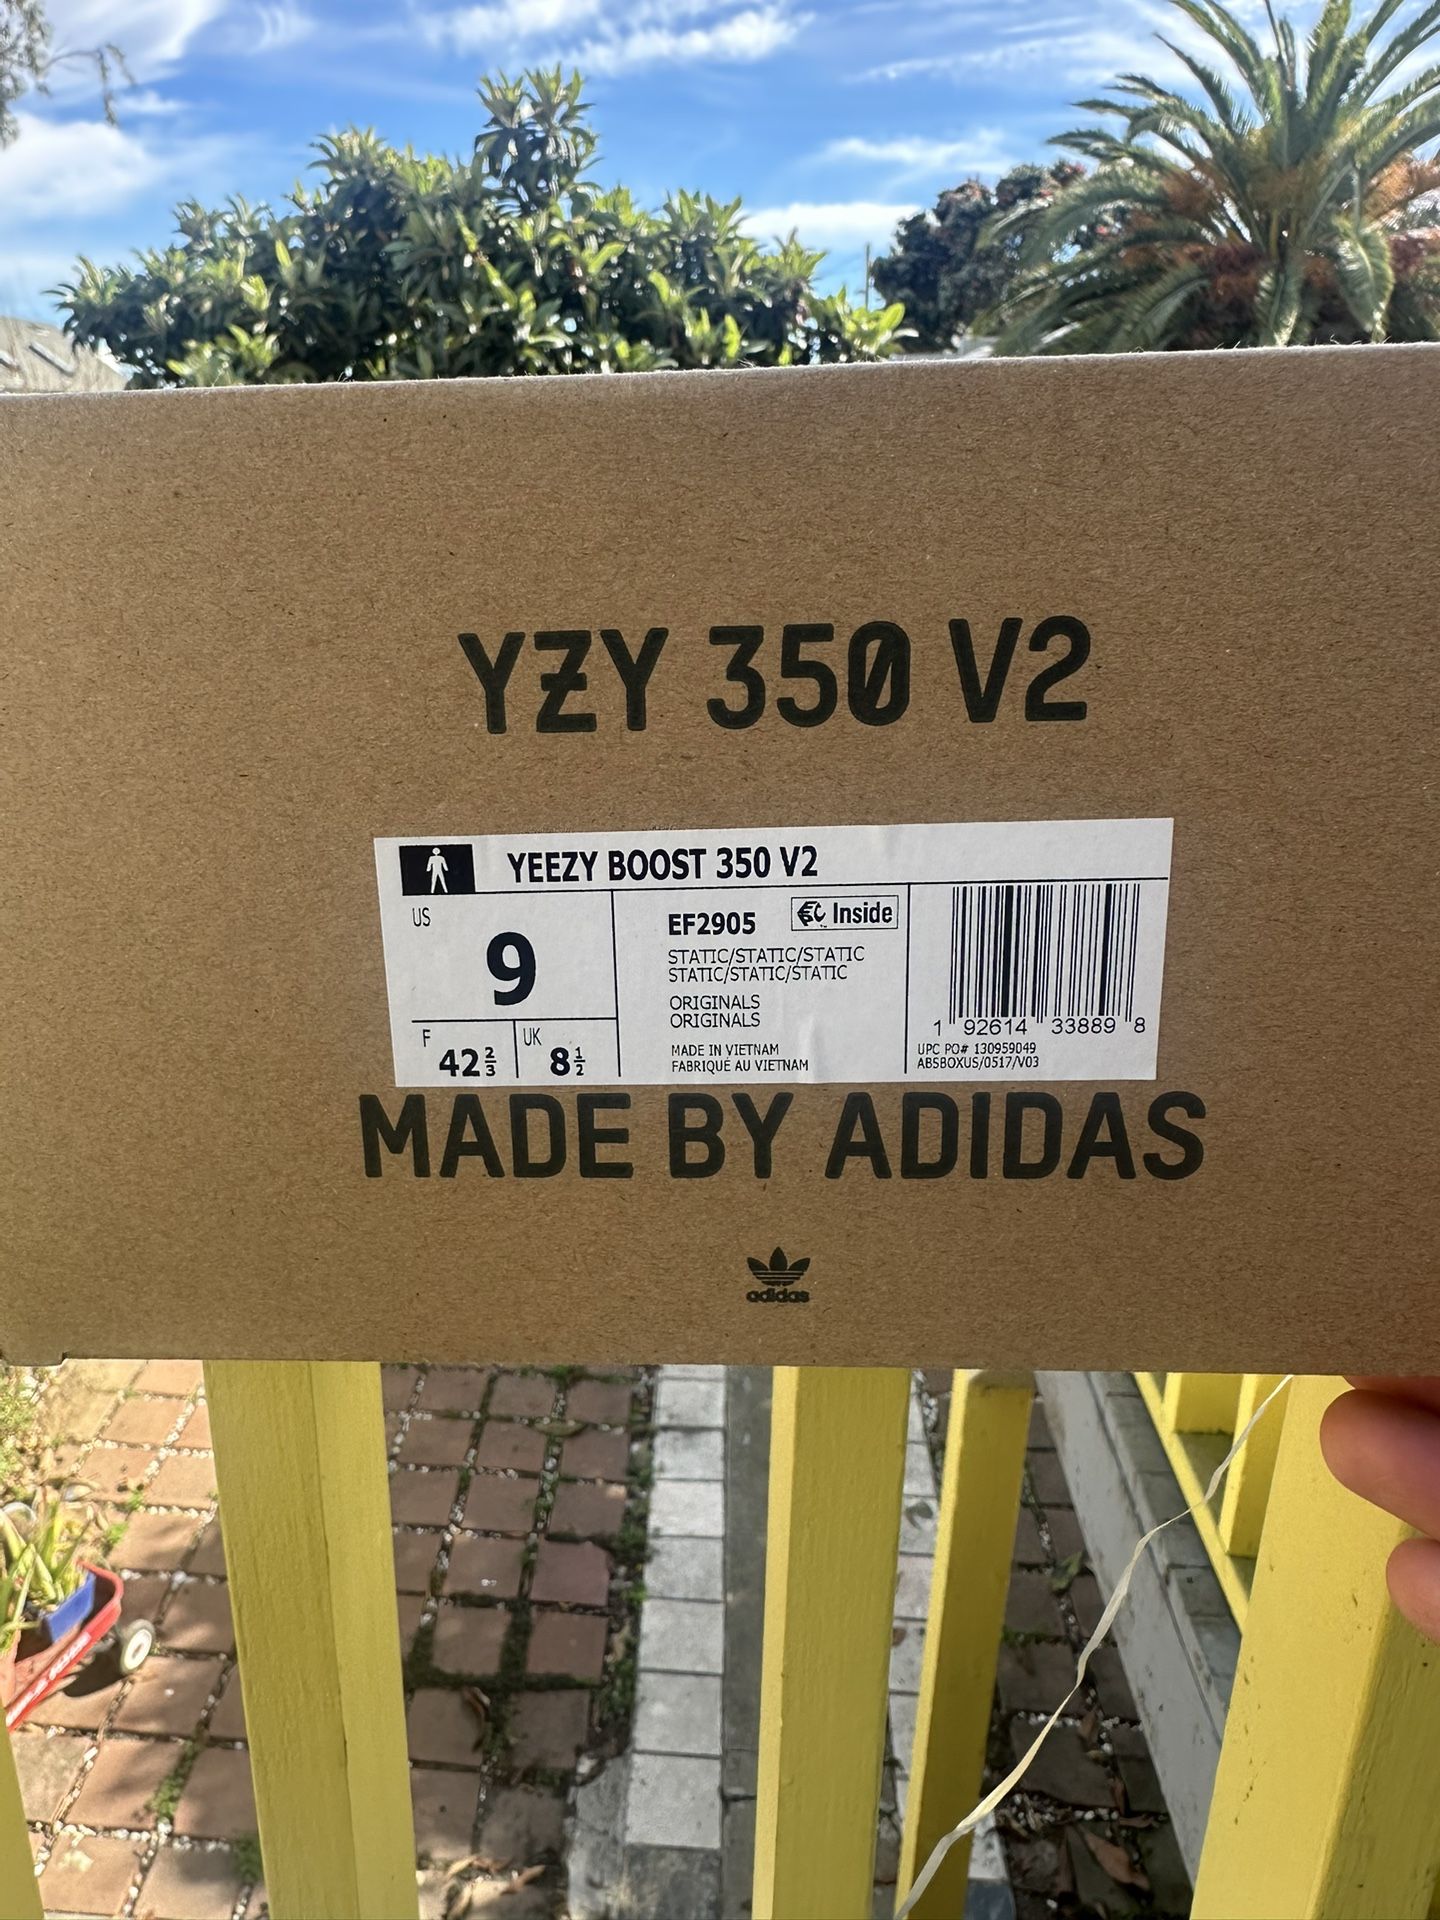 YZY 350 V2
YEEZY BOOST 350 V2
US
9
F
42 2/3
UK
8 1/2
EF2905
Inside
STATIC/STATIC/STATIC
STATIC/STATIC/STATIC
ORIGINALS
ORIGINALS
MADE IN VIETNAM
FABRIQUÉ AU VIETNAM
1 92614 33889 8
UPC PO# 130959049
ABSBOXUS/0517/V03
MADE BY ADIDAS
adidas